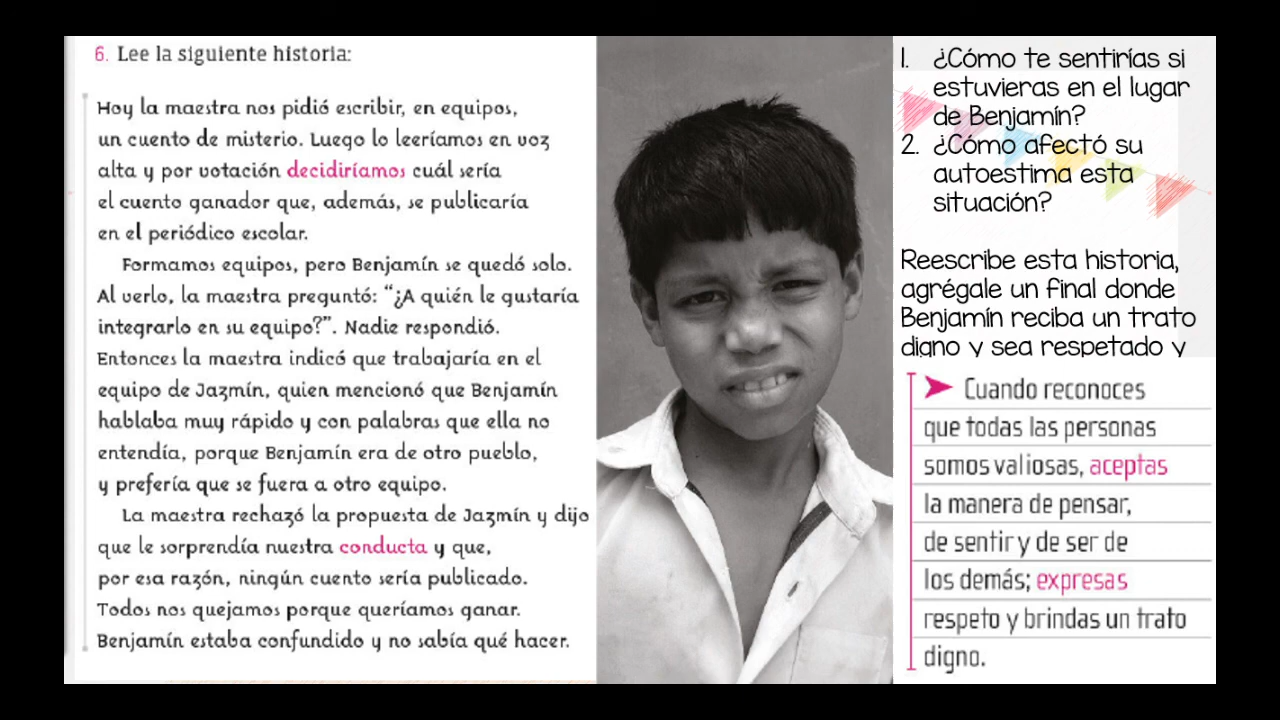 6. Lee la siguiente historia:
Hoy la maestra nos pidió escribir, en equipos,
un cuento de misterio. Luego lo leeríamos en voz
alta y por votación decidiríamos cuál sería
el cuento ganador que, además, se publicaría
en el periódico escolar.
Formamos equipos, pero Benjamín se quedó solo.
Al verlo, la maestra preguntó: “¿A quién le gustaría
integrarlo en su equipo?”. Nadie respondió.
Entonces la maestra indicó que trabajaría en el
equipo de Jazmín, quien mencionó que Benjamín
hablaba muy rápido y con palabras que ella no
entendía, porque Benjamín era de otro pueblo,
y prefería que se fuera a otro equipo.
La maestra rechazó la propuesta de Jazmín y dijo
que le sorprendía nuestra conducta y que,
por esa razón, ningún cuento sería publicado.
Todos nos quejamos porque queríamos ganar.
Benjamín estaba confundido y no sabía qué hacer.
1. ¿Cómo te sentirías si
estuvieras en el lugar
de Benjamín?
2. ¿Cómo afectó su
autoestima esta
situación?
Reescribe esta historia,
agrégale un final donde
Benjamín reciba un trato
digno y sea respetado y
Cuando reconoces
que todas las personas
somos valiosas, aceptas
la manera de pensar,
de sentir y de ser de
los demás; expresas
respeto y brindas un trato
digno.